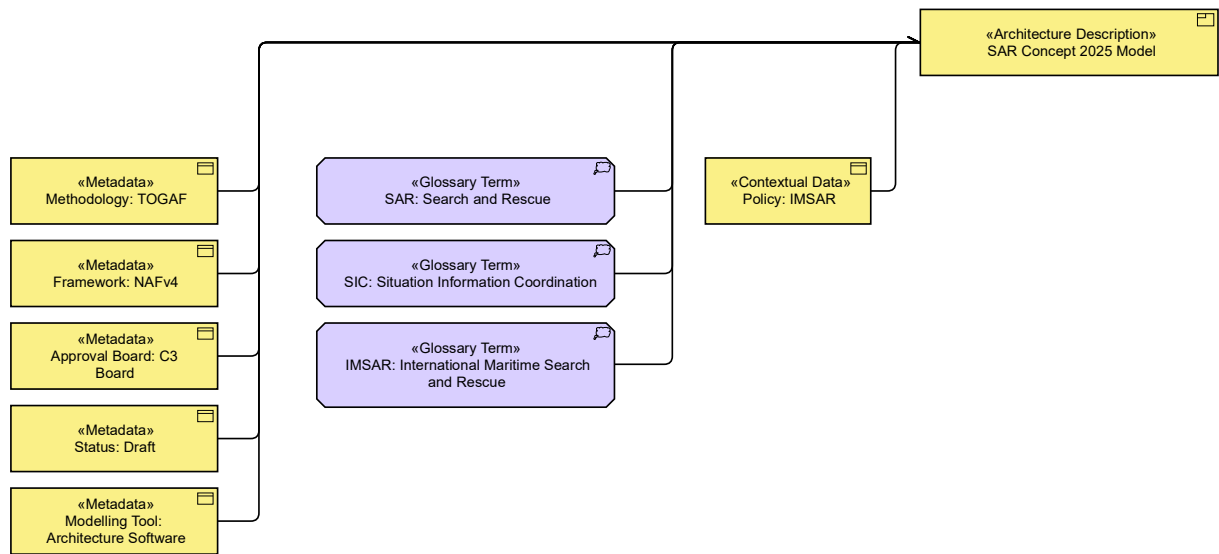 «Architecture Description»
SAR Concept 2025 Model
«Metadata»
Methodology: TOGAF
«Glossary Term»
SAR: Search and Rescue
«Contextual Data»
Policy: IMSAR
«Metadata»
Framework: NAFv4
«Glossary Term»
SIC: Situation Information Coordination
«Metadata»
Approval Board: C3
Board
«Glossary Term»
IMSAR: International Maritime Search
and Rescue
«Metadata»
Status: Draft
«Metadata»
Modelling Tool:
Architecture Software